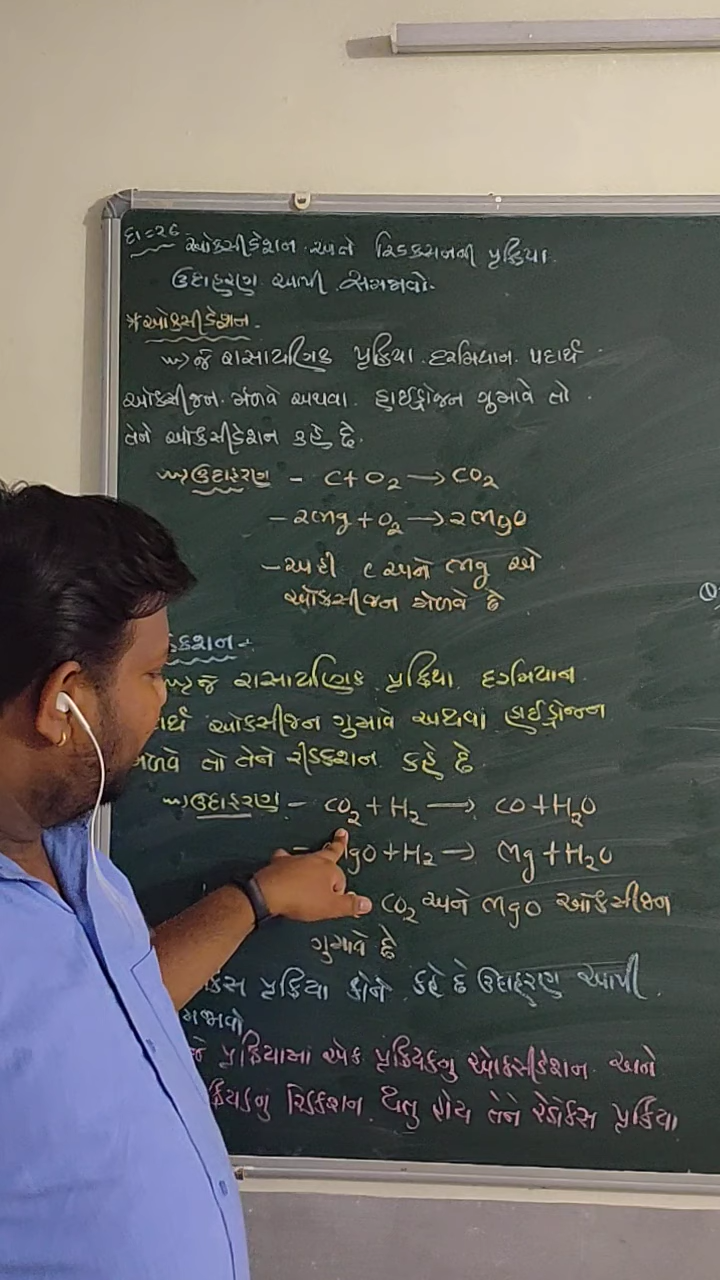 દા=૨૬ ઓક્સીડેશન અને રિડક્સનની પ્રક્રિયા
ઉદાહરણ આપી સમજાવો.
* ઓક્સીડેશન -
જે રાસાયણિક પ્રક્રિયા દરમિયાન પદાર્થ
ઓક્સીજન મેળવે અથવા હાઈડ્રોજન ગુમાવે તો
તેને ઓક્સીડેશન કહે છે.
ઉદાહરણ - C+O₂ → CO₂
- 2Mg+O₂ → 2MgO
- અહી C અને Mg એ
ઓક્સીજન મેળવે છે
ડક્શન -
જે રાસાયણિક પ્રક્રિયા દરમિયાન
ર્થ ઓક્સીજન ગુમાવે અથવા હાઈડ્રોજન
મેળવે તો તેને રીડક્શન કહે છે.
ઉદાહરણ - CO₂+H₂ → CO+H₂O
- MgO+H₂ → Mg+H₂O
CO₂ અને MgO ઓક્સીજન
ગુમાવે છે
ક્સ પ્રક્રિયા કોને કહે છે ઉદાહરણ આપી
મજાવો
જે પ્રક્રિયામાં એક પ્રક્રિયકનુ ઓક્સીડેશન અને
ક્રિયકનુ રિડક્શન થતુ હોય તેને રેડોક્સ પ્રક્રિયા